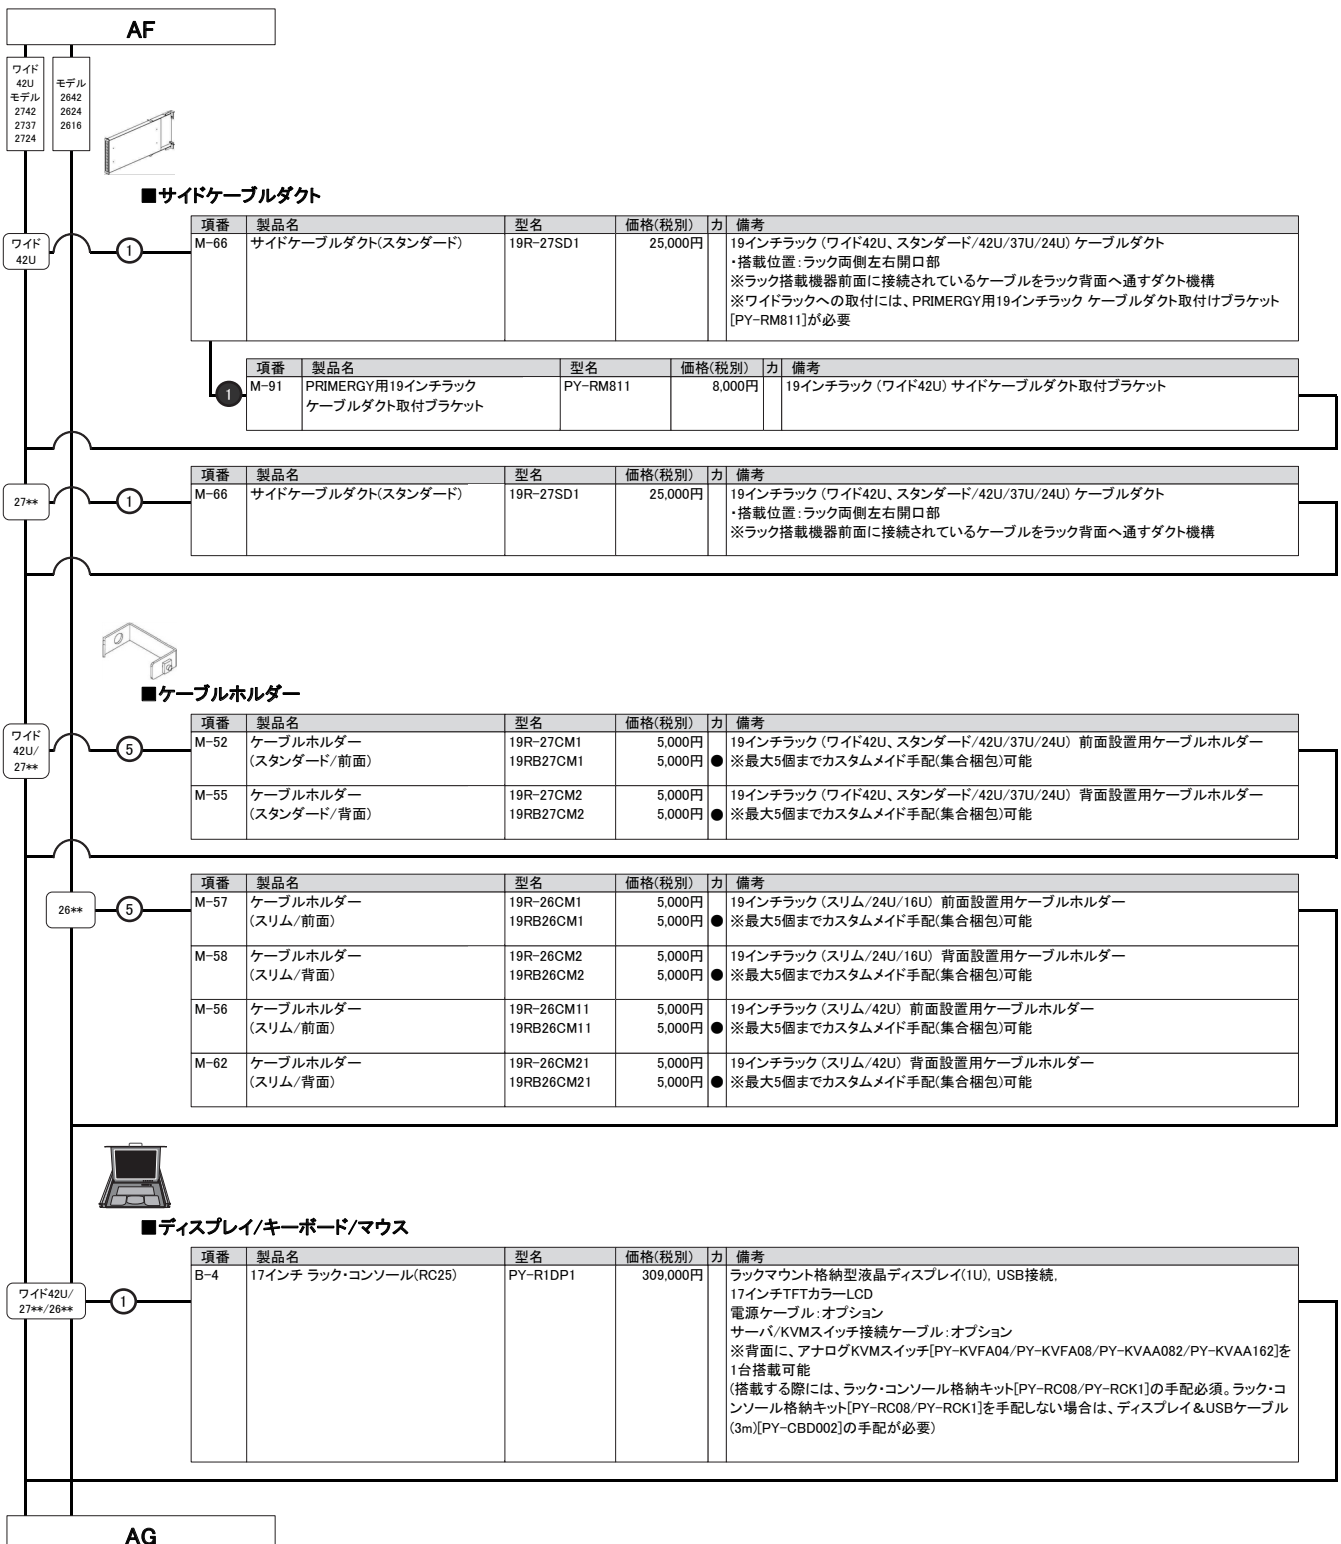 AF
ワイド
42U
モデル
2742
2737
2724
モデル
2642
2624
2616
■サイドケーブルダクト
項番 製品名 型名 価格(税別) カ 備考
ワイド
42U
1
M-66 サイドケーブルダクト(スタンダード) 19R-27SD1 25,000円 19インチラック (ワイド42U、スタンダード/42U/37U/24U) ケーブルダクト
・搭載位置:ラック両側左右開口部
※ラック搭載機器前面に接続されているケーブルをラック背面へ通すダクト機構
※ワイドラックへの取付には、PRIMERGY用19インチラック ケーブルダクト取付けブラケット
[PY-RM811]が必要
項番 製品名 型名 価格(税別) カ 備考
1
M-91 PRIMERGY用19インチラック PY-RM811 8,000円 19インチラック (ワイド42U) サイドケーブルダクト取付ブラケット
ケーブルダクト取付ブラケット
項番 製品名 型名 価格(税別) カ 備考
27**
1
M-66 サイドケーブルダクト(スタンダード) 19R-27SD1 25,000円 19インチラック (ワイド42U、スタンダード/42U/37U/24U) ケーブルダクト
・搭載位置:ラック両側左右開口部
※ラック搭載機器前面に接続されているケーブルをラック背面へ通すダクト機構
■ケーブルホルダー
項番 製品名 型名 価格(税別) カ 備考
ワイド
42U/
27**
5
M-52 ケーブルホルダー 19R-27CM1 5,000円 19インチラック (ワイド42U、スタンダード/42U/37U/24U) 前面設置用ケーブルホルダー
(スタンダード/前面) 19RB27CM1 5,000円 ● ※最大5個までカスタムメイド手配(集合梱包)可能
M-55 ケーブルホルダー 19R-27CM2 5,000円 19インチラック (ワイド42U、スタンダード/42U/37U/24U) 背面設置用ケーブルホルダー
(スタンダード/背面) 19RB27CM2 5,000円 ● ※最大5個までカスタムメイド手配(集合梱包)可能
項番 製品名 型名 価格(税別) カ 備考
26**
5
M-57 ケーブルホルダー 19R-26CM1 5,000円 19インチラック (スリム/24U/16U) 前面設置用ケーブルホルダー
(スリム/前面) 19RB26CM1 5,000円 ● ※最大5個までカスタムメイド手配(集合梱包)可能
M-58 ケーブルホルダー 19R-26CM2 5,000円 19インチラック (スリム/24U/16U) 背面設置用ケーブルホルダー
(スリム/背面) 19RB26CM2 5,000円 ● ※最大5個までカスタムメイド手配(集合梱包)可能
M-56 ケーブルホルダー 19R-26CM11 5,000円 19インチラック (スリム/42U) 前面設置用ケーブルホルダー
(スリム/前面) 19RB26CM11 5,000円 ● ※最大5個までカスタムメイド手配(集合梱包)可能
M-62 ケーブルホルダー 19R-26CM21 5,000円 19インチラック (スリム/42U) 背面設置用ケーブルホルダー
(スリム/背面) 19RB26CM21 5,000円 ● ※最大5個までカスタムメイド手配(集合梱包)可能
■ディスプレイ/キーボード/マウス
項番 製品名 型名 価格(税別) カ 備考
ワイド42U/
27**/26**
1
B-4 17インチ ラック・コンソール(RC25) PY-R1DP1 309,000円 ラックマウント格納型液晶ディスプレイ(1U), USB接続,
17インチTFTカラーLCD
電源ケーブル:オプション
サーバ/KVMスイッチ接続ケーブル:オプション
※背面に、アナログKVMスイッチ[PY-KVFA04/PY-KVFA08/PY-KVAA082/PY-KVAA162]を
1台搭載可能
(搭載する際には、ラック・コンソール格納キット[PY-RC08/PY-RCK1]の手配必須。ラック・コ
ンソール格納キット[PY-RC08/PY-RCK1]を手配しない場合は、ディスプレイ&USBケーブル
(3m)[PY-CBD002]の手配が必要)
AG